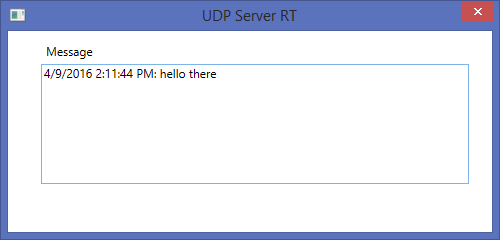 UDP Server RT
Message
4/9/2016 2:11:44 PM: hello there